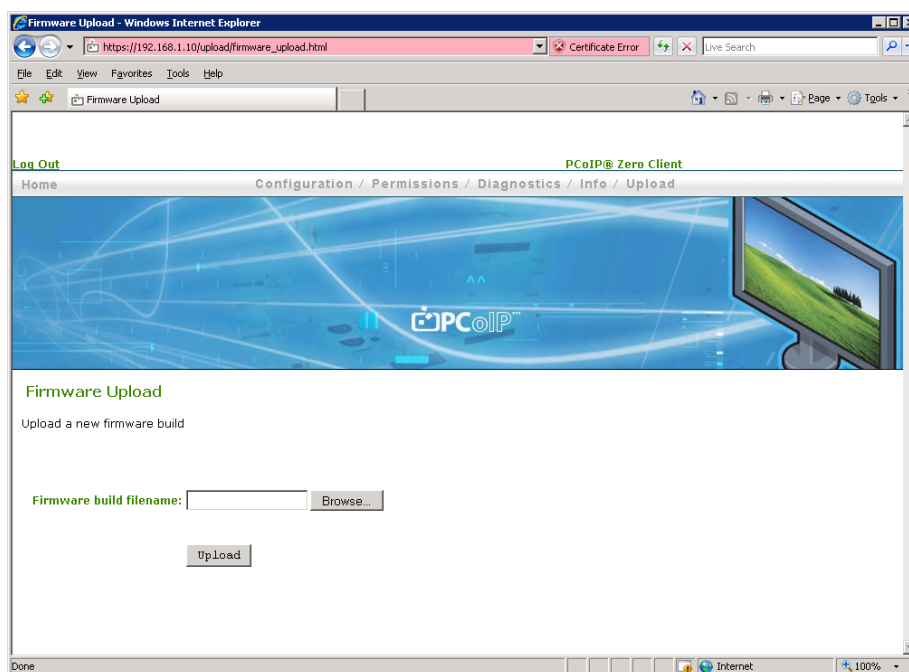 Firmware Upload - Windows Internet Explorer
https://192.168.1.10/upload/firmware_upload.html
Certificate Error
Live Search
File Edit View Favorites Tools Help
Firmware Upload
Page
Tools
Log Out
PCoIP® Zero Client
Home
Configuration / Permissions / Diagnostics / Info / Upload
PCoIP™
Firmware Upload
Upload a new firmware build
Firmware build filename:
Browse...
Upload
Done
Internet
100%